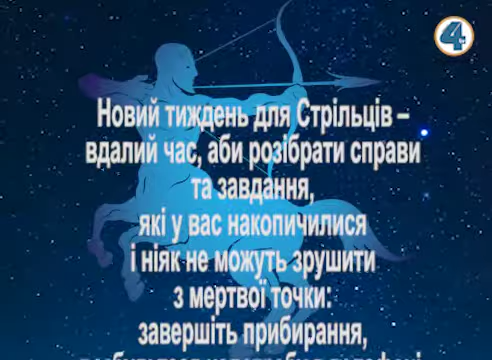 4
Новий тиждень для Стрільців –
вдалий час, аби розібрати справи
та завдання,
які у вас накопичилися
і ніяк не можуть зрушити
з мертвої точки:
завершіть прибирання,